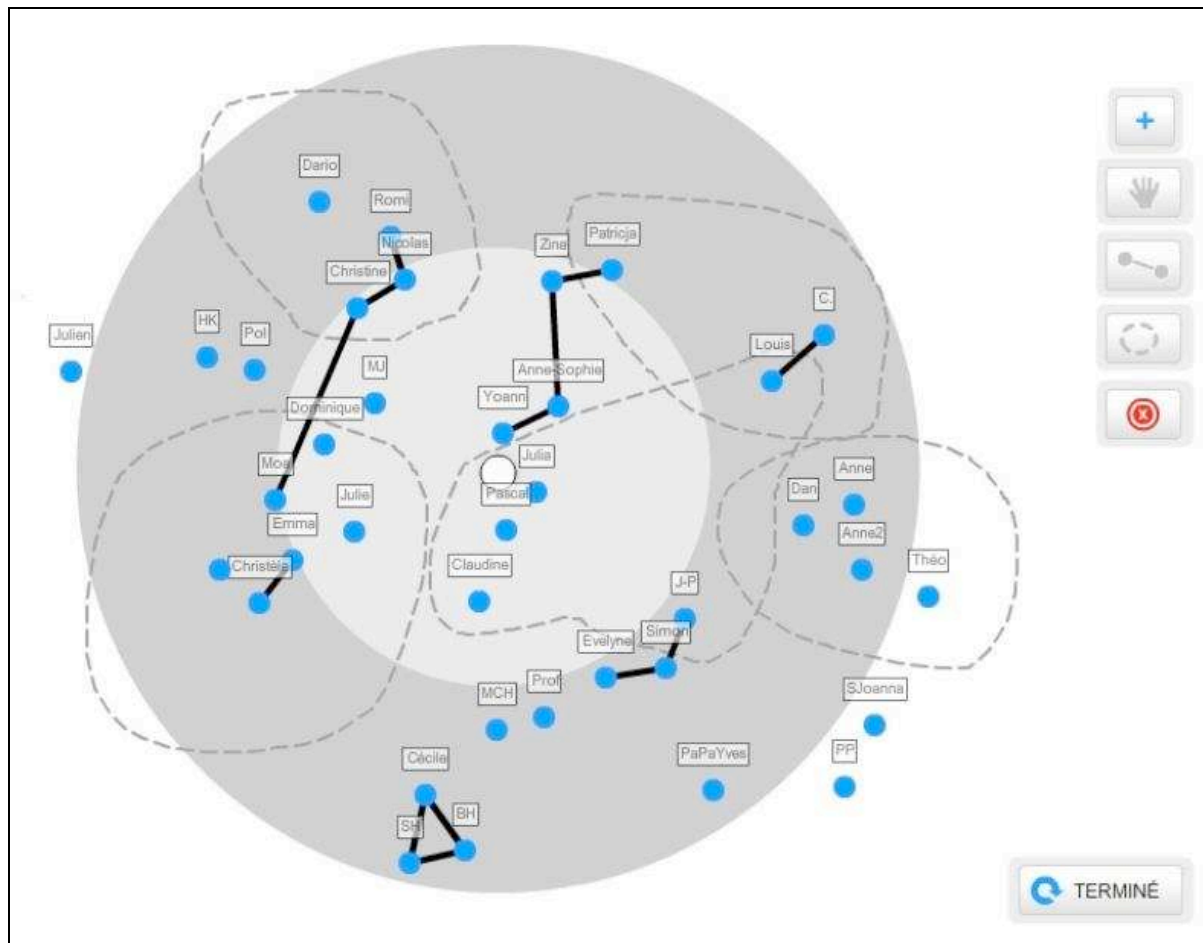 Dario
Romi
Nicolas
Christine
Zina
Patricja
C.
Louis
HK
Pol
Julien
MJ
Anne-Sophie
Yoann
Dominique
Julia
Moa
Pascal
Julie
Anne
Dan
Emma
Anne2
Christèle
Claudine
Théo
J-P
Simon
Evelyne
Prof
MCH
SJoanna
PaPaYves
PP
Cécile
BH
SH
TERMINÉ